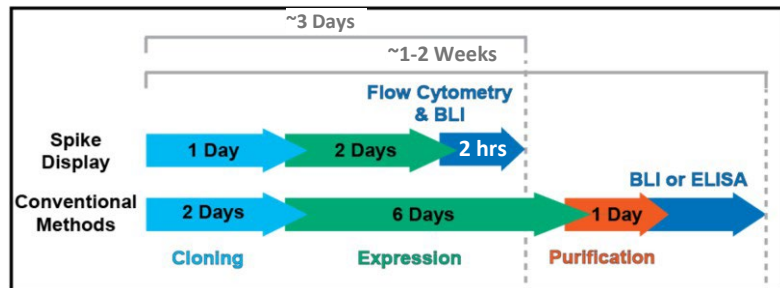 ~3 Days
~1-2 Weeks
Flow Cytometry
& BLI
Spike
Display
1 Day
2 Days
2 hrs
BLI or ELISA
Conventional
Methods
2 Days
6 Days
1 Day
Cloning
Expression
Purification